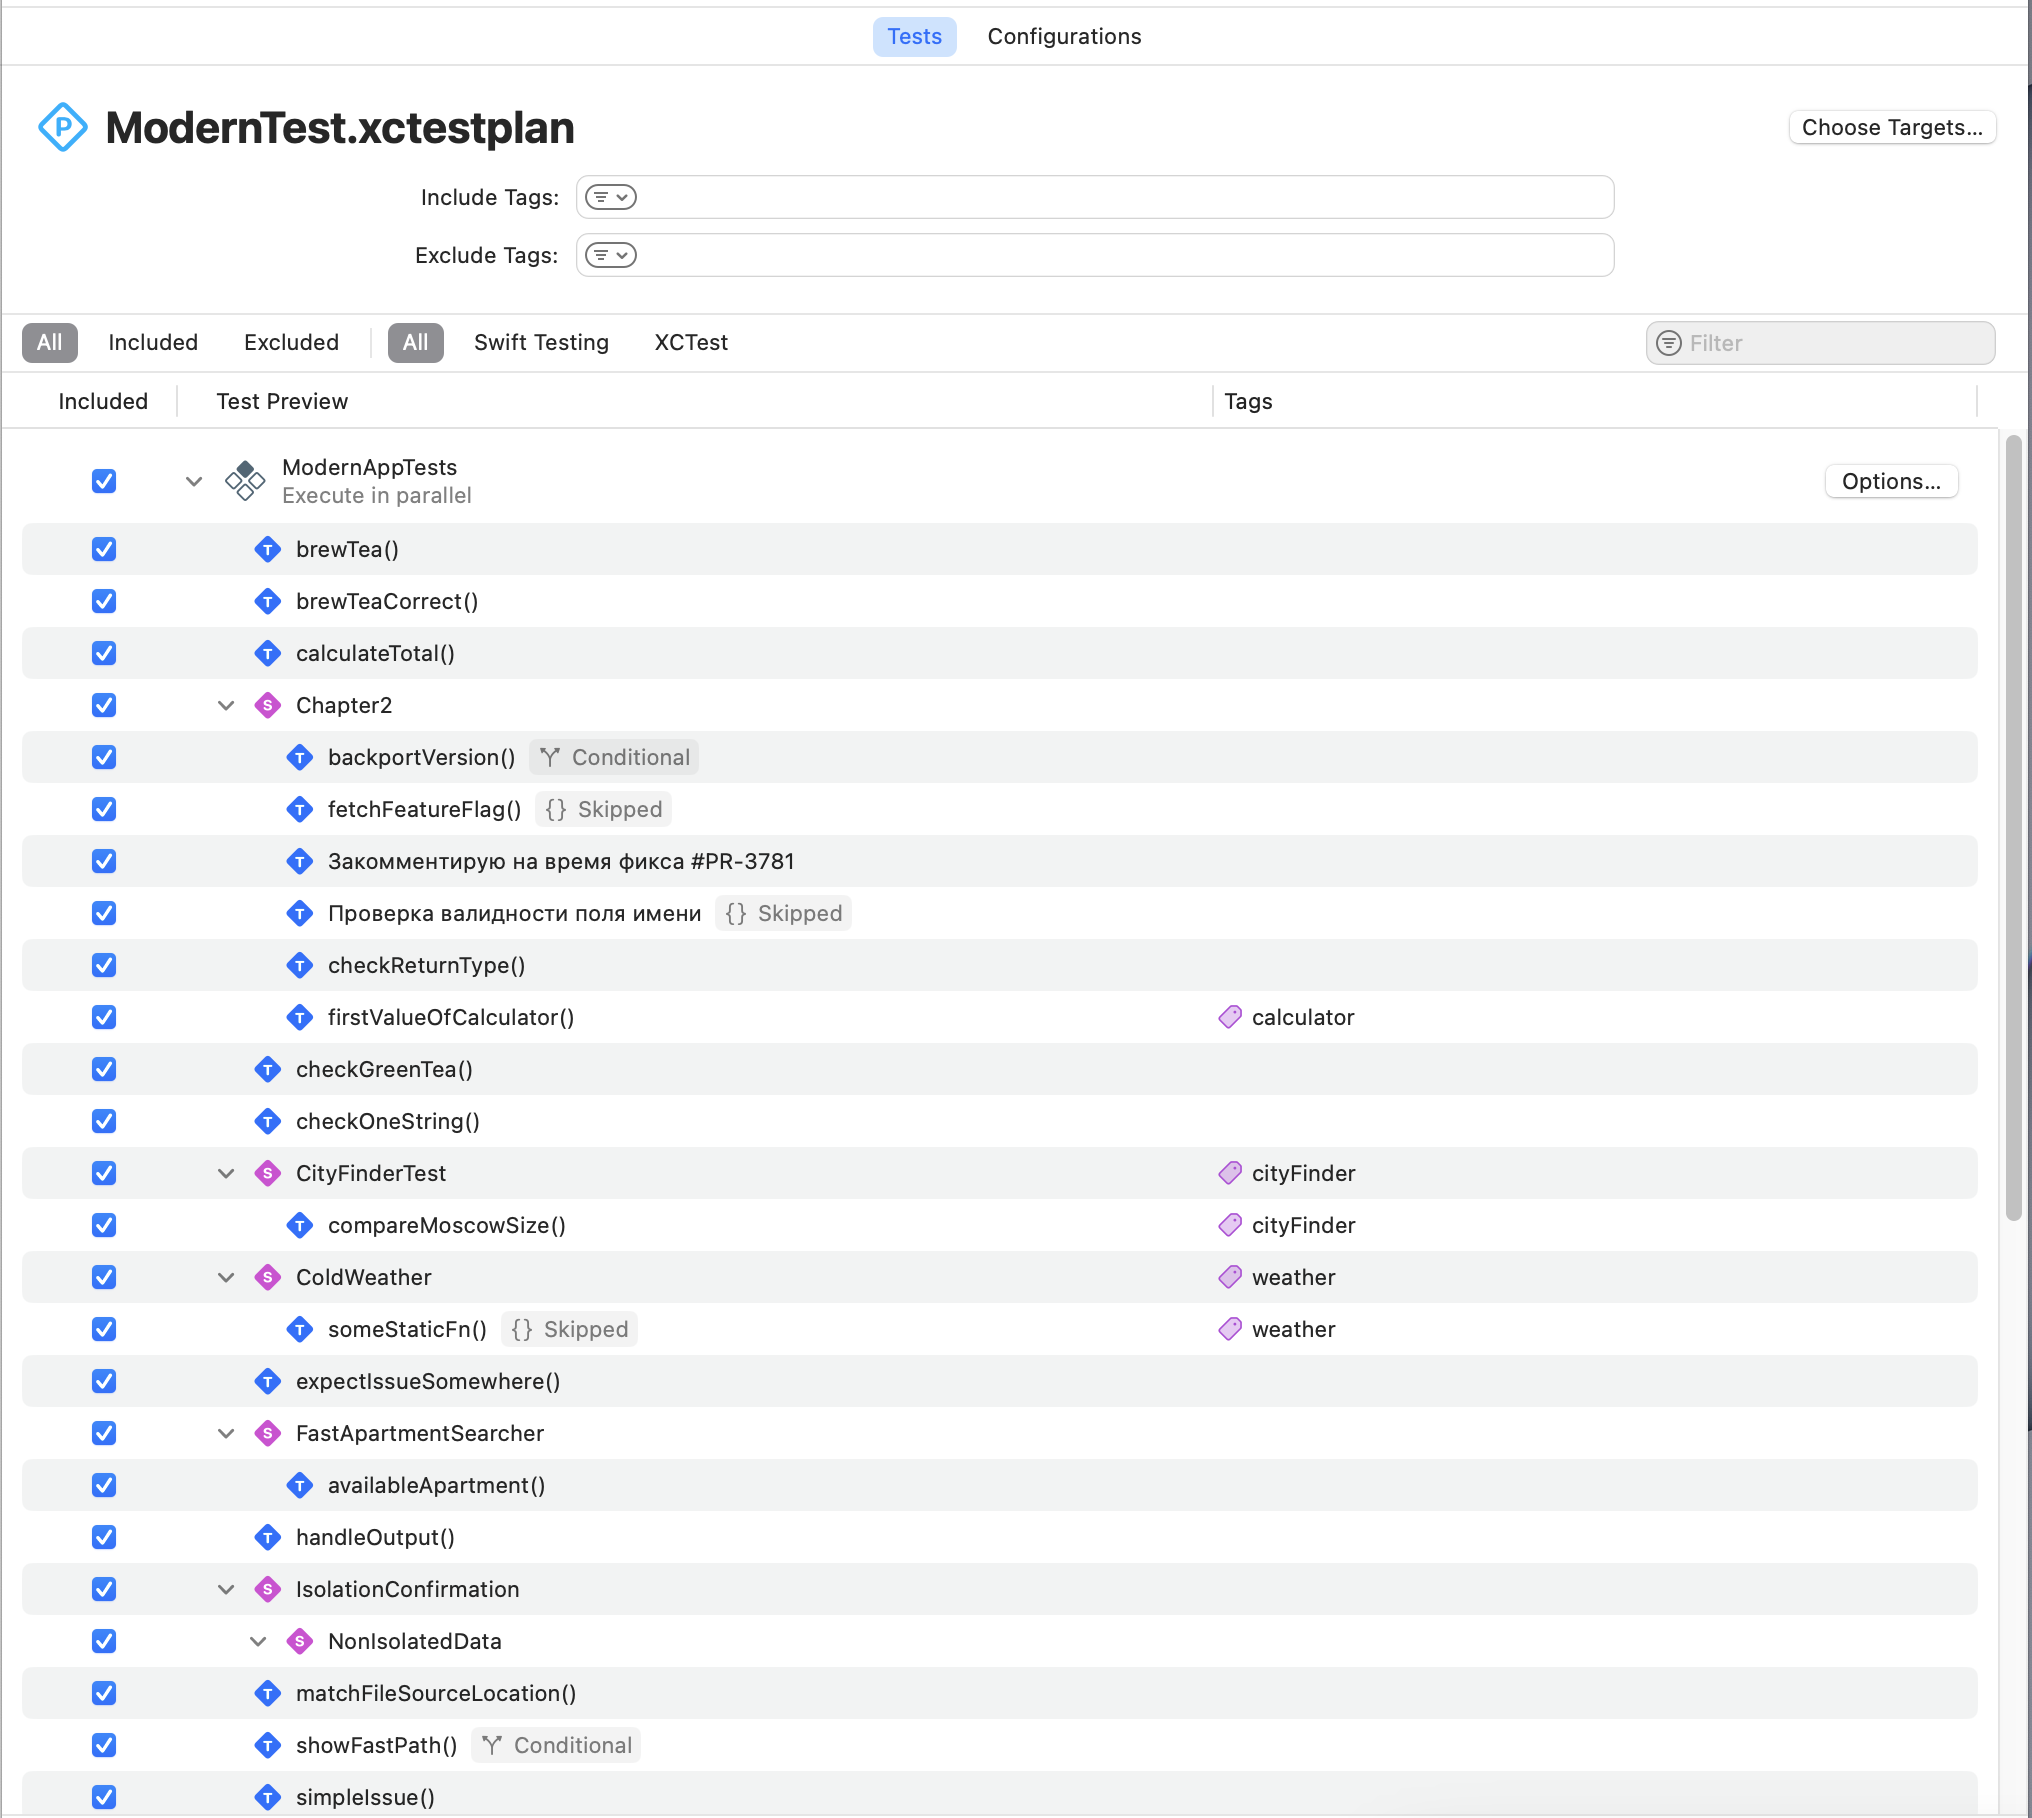 Tests Configurations
ModernTest.xctestplan
Choose Targets...
Include Tags:
Exclude Tags:
All Included Excluded All Swift Testing XCTest Filter
Included Test Preview Tags
ModernAppTests
Execute in parallel
Options...
brewTea()
brewTeaCorrect()
calculateTotal()
Chapter2
backportVersion() Conditional
fetchFeatureFlag() {} Skipped
Закомментирую на время фикса #PR-3781
Проверка валидности поля имени {} Skipped
checkReturnType()
firstValueOfCalculator() calculator
checkGreenTea()
checkOneString()
CityFinderTest cityFinder
compareMoscowSize() cityFinder
ColdWeather weather
someStaticFn() {} Skipped weather
expectIssueSomewhere()
FastApartmentSearcher
availableApartment()
handleOutput()
IsolationConfirmation
NonIsolatedData
matchFileSourceLocation()
showFastPath() Conditional
simpleIssue()